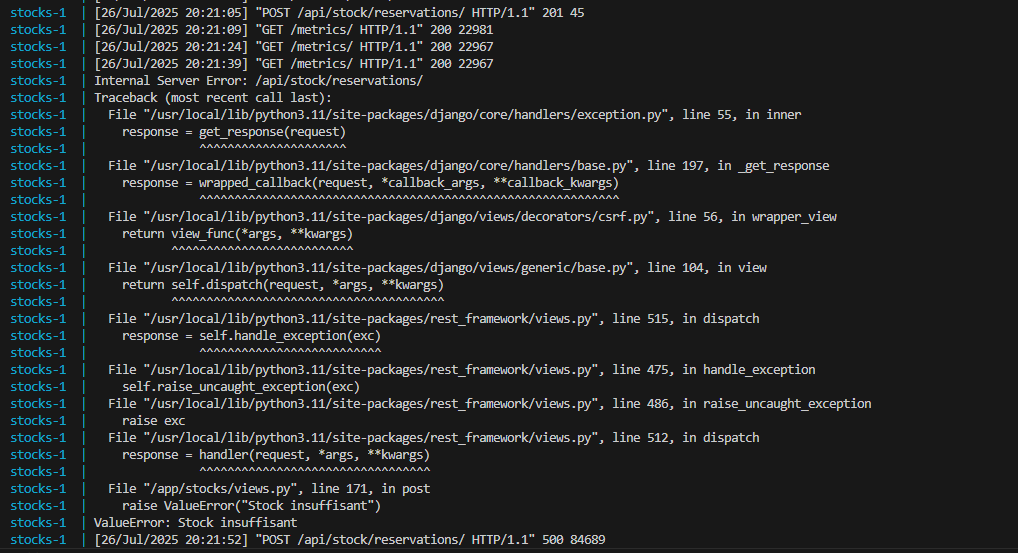 stocks-1 | [26/Jul/2025 20:21:05] "POST /api/stock/reservations/ HTTP/1.1" 201 45
stocks-1 | [26/Jul/2025 20:21:09] "GET /metrics/ HTTP/1.1" 200 22981
stocks-1 | [26/Jul/2025 20:21:24] "GET /metrics/ HTTP/1.1" 200 22967
stocks-1 | [26/Jul/2025 20:21:39] "GET /metrics/ HTTP/1.1" 200 22967
stocks-1 | Internal Server Error: /api/stock/reservations/
stocks-1 | Traceback (most recent call last):
stocks-1 |   File "/usr/local/lib/python3.11/site-packages/django/core/handlers/exception.py", line 55, in inner
stocks-1 |     response = get_response(request)
stocks-1 |                ^^^^^^^^^^^^^^^^^^^^^
stocks-1 |   File "/usr/local/lib/python3.11/site-packages/django/core/handlers/base.py", line 197, in _get_response
stocks-1 |     response = wrapped_callback(request, *callback_args, **callback_kwargs)
stocks-1 |                ^^^^^^^^^^^^^^^^^^^^^^^^^^^^^^^^^^^^^^^^^^^^^^^^^^^^^^^^^^^^
stocks-1 |   File "/usr/local/lib/python3.11/site-packages/django/views/decorators/csrf.py", line 56, in wrapper_view
stocks-1 |     return view_func(*args, **kwargs)
stocks-1 |            ^^^^^^^^^^^^^^^^^^^^^^^^^^
stocks-1 |   File "/usr/local/lib/python3.11/site-packages/django/views/generic/base.py", line 104, in view
stocks-1 |     return self.dispatch(request, *args, **kwargs)
stocks-1 |            ^^^^^^^^^^^^^^^^^^^^^^^^^^^^^^^^^^^^^^^
stocks-1 |   File "/usr/local/lib/python3.11/site-packages/rest_framework/views.py", line 515, in dispatch
stocks-1 |     response = self.handle_exception(exc)
stocks-1 |                ^^^^^^^^^^^^^^^^^^^^^^^^^^
stocks-1 |   File "/usr/local/lib/python3.11/site-packages/rest_framework/views.py", line 475, in handle_exception
stocks-1 |     self.raise_uncaught_exception(exc)
stocks-1 |   File "/usr/local/lib/python3.11/site-packages/rest_framework/views.py", line 486, in raise_uncaught_exception
stocks-1 |     raise exc
stocks-1 |   File "/usr/local/lib/python3.11/site-packages/rest_framework/views.py", line 512, in dispatch
stocks-1 |     response = handler(request, *args, **kwargs)
stocks-1 |                ^^^^^^^^^^^^^^^^^^^^^^^^^^^^^^^^^
stocks-1 |   File "/app/stocks/views.py", line 171, in post
stocks-1 |     raise ValueError("Stock insuffisant")
stocks-1 | ValueError: Stock insuffisant
stocks-1 | [26/Jul/2025 20:21:52] "POST /api/stock/reservations/ HTTP/1.1" 500 84689